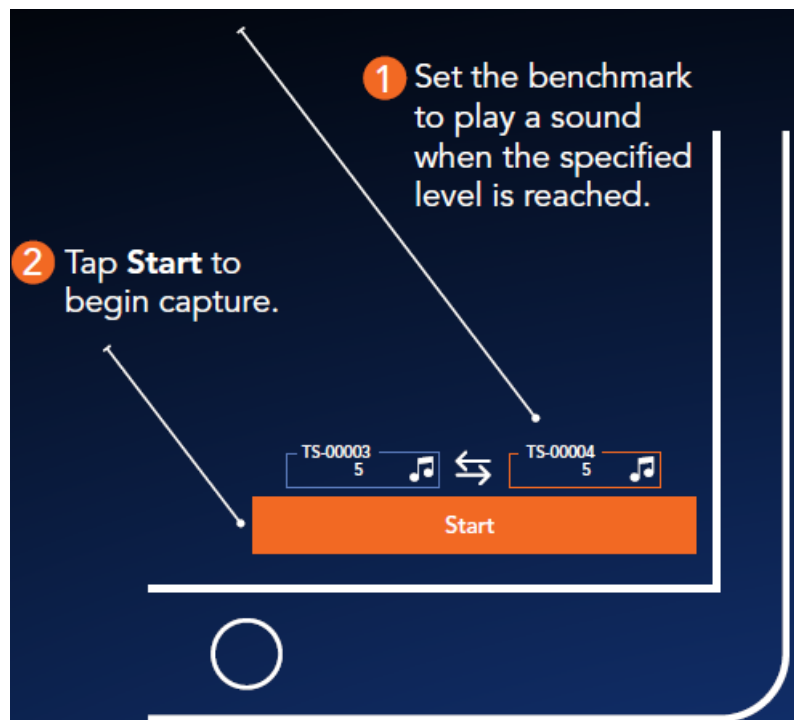 1 Set the benchmark
to play a sound
when the specified
level is reached.
2 Tap Start to
begin capture.
TS-00003
5
TS-00004
5
Start